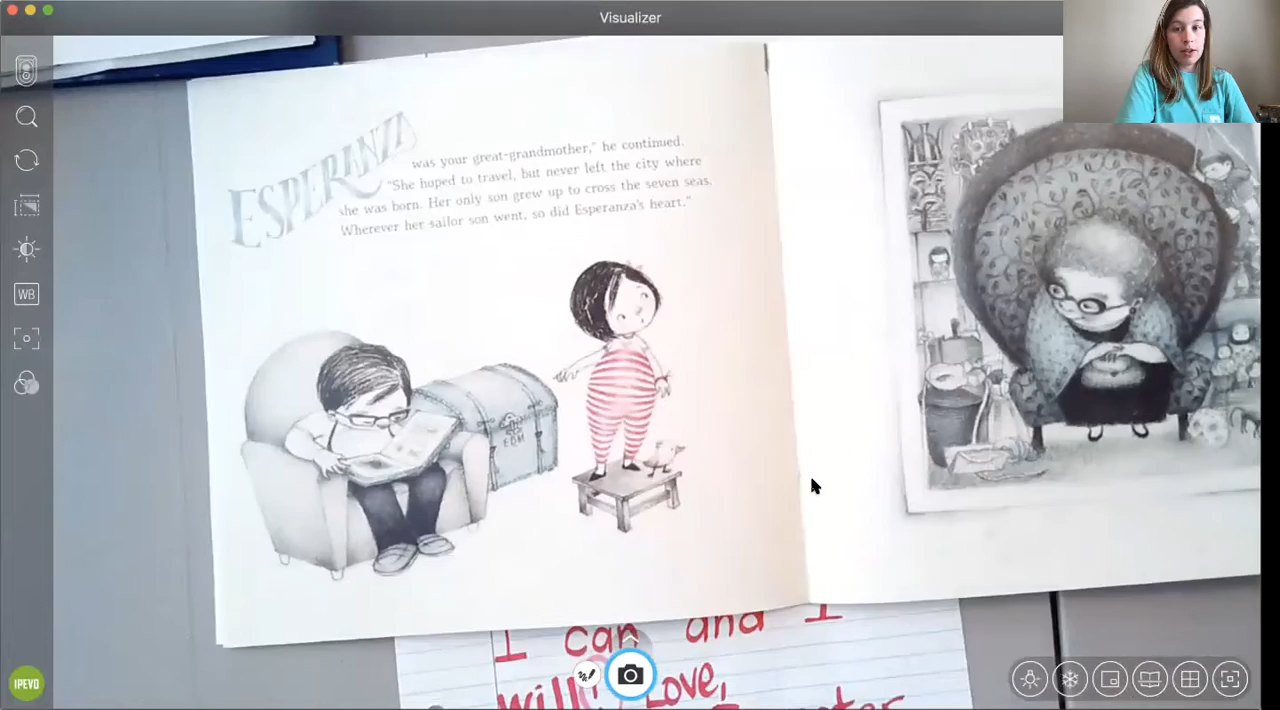 Visualizer
ESPERANZA
was your great-grandmother," he continued.
"She hoped to travel, but never left the city where
she was born. Her only son grew up to cross the seven seas.
Wherever her sailor son went, so did Esperanza's heart."
EDM
I can and I
will! Love,
WB
IPEVO